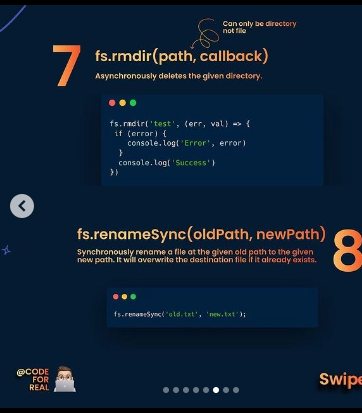 Can only be directory
not file
7
fs.rmdir(path, callback)
Asynchronously deletes the given directory.
fs.rmdir('test', (err, val) => {
if (error) {
console.log('Error', error)
}
console.log('Success')
})
fs.renameSync(oldPath, newPath)
8
Synchronously rename a file at the given old path to the given
new path. It will overwrite the destination file if it already exists.
fs.renameSync('old.txt', 'new.txt');
@CODE
FOR
REAL
Swipe